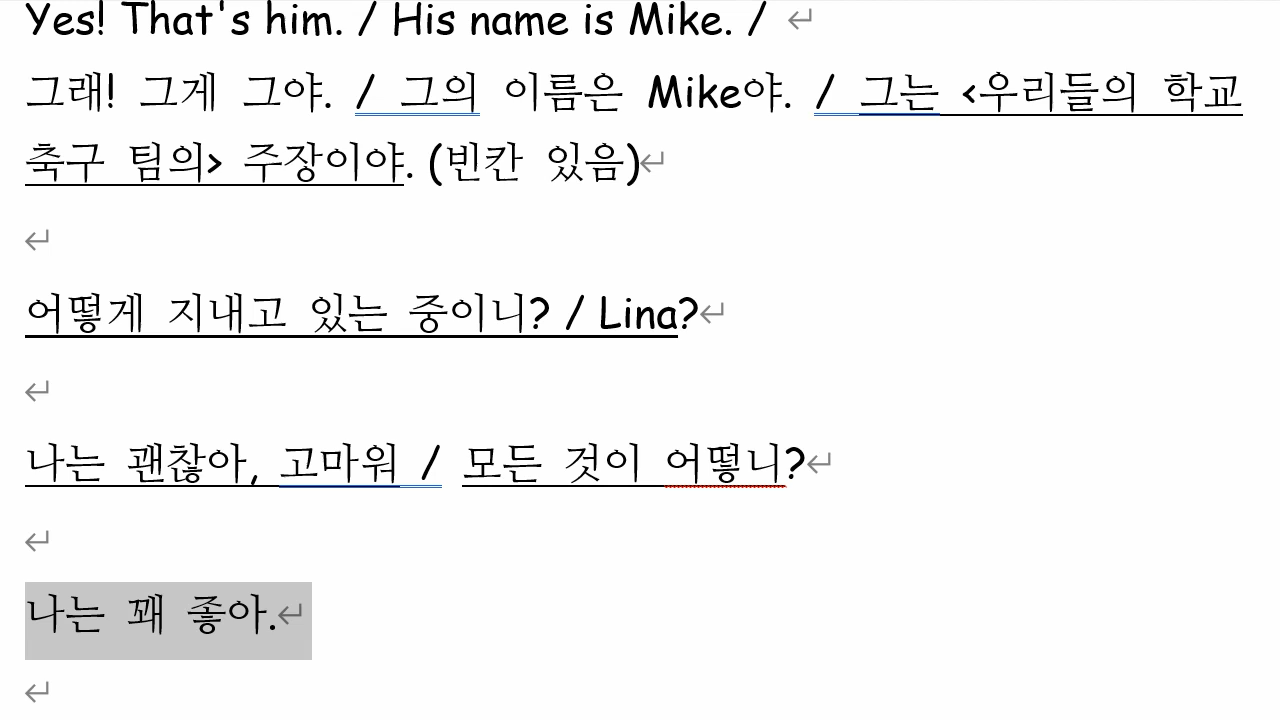 Yes! That's him. / His name is Mike. /
그래! 그게 그야. / 그의 이름은 Mike야. / 그는 <우리들의 학교
축구 팀의> 주장이야. (빈칸 있음)
어떻게 지내고 있는 중이니? / Lina?
나는 괜찮아, 고마워 / 모든 것이 어떻니?
나는 꽤 좋아.